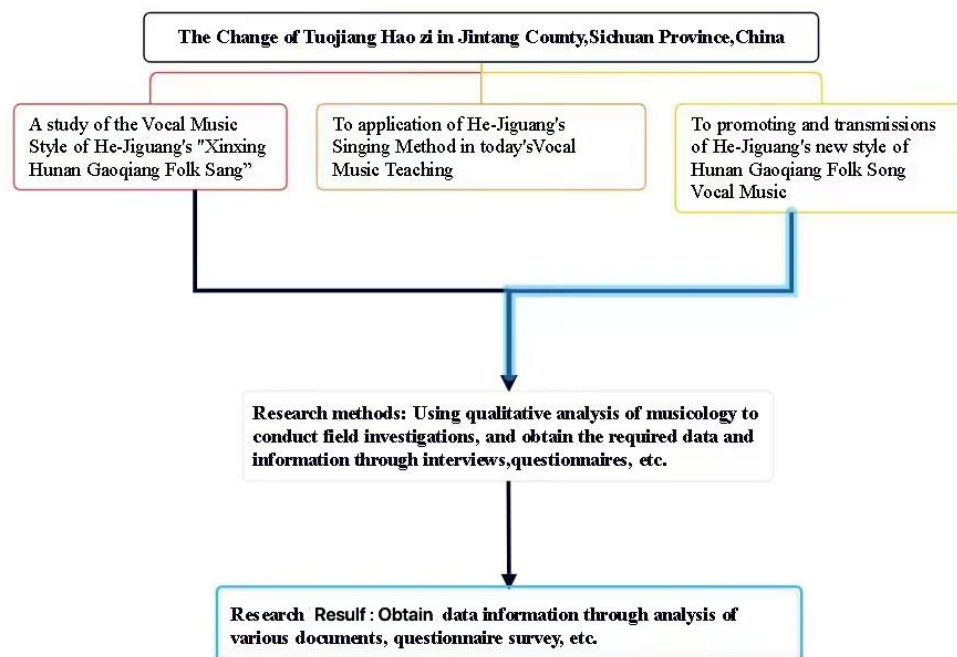 The Change of Tuojiang Hao zi in Jintang County,Sichuan Province,China
A study of the Vocal Music
Style of He-Jiguang's "Xinxing
Hunan Gaoqiang Folk Sang”
To application of He-Jiguang's
Singing Method in today'sVocal
Music Teaching
To promoting and transmissions
of He-Jiguang's new style of
Hunan Gaoqiang Folk Song
Vocal Music
Research methods: Using qualitative analysis of musicology to
conduct field investigations, and obtain the required data and
information through interviews,questionnaires, etc.
Research Resulf : Obtain data information through analysis of
various documents, questionnaire survey, etc.